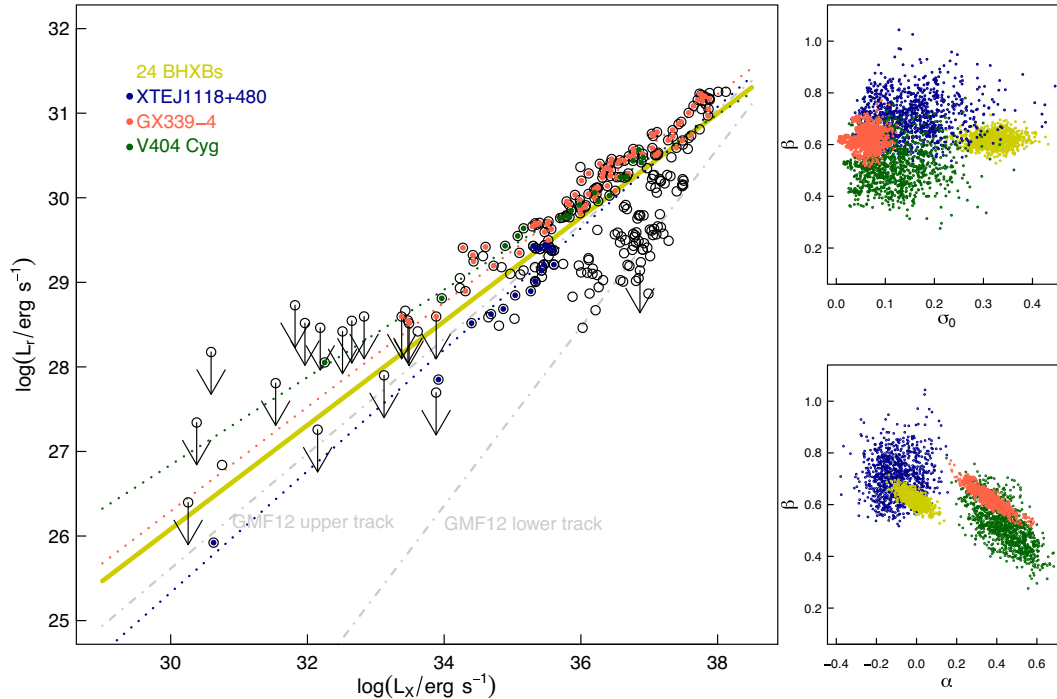 32
31
30
29
28
27
26
25
log(Lr/erg s−1)
24 BHXBs
XTEJ1118+480
GX339−4
V404 Cyg
GMF12 upper track
GMF12 lower track
30 32 34 36 38
log(LX/erg s−1)
1.0
0.8
0.6
0.4
0.2
β
0.0 0.1 0.2 0.3 0.4
σ0
1.0
0.8
0.6
0.4
0.2
β
−0.4 −0.2 0.0 0.2 0.4 0.6
α